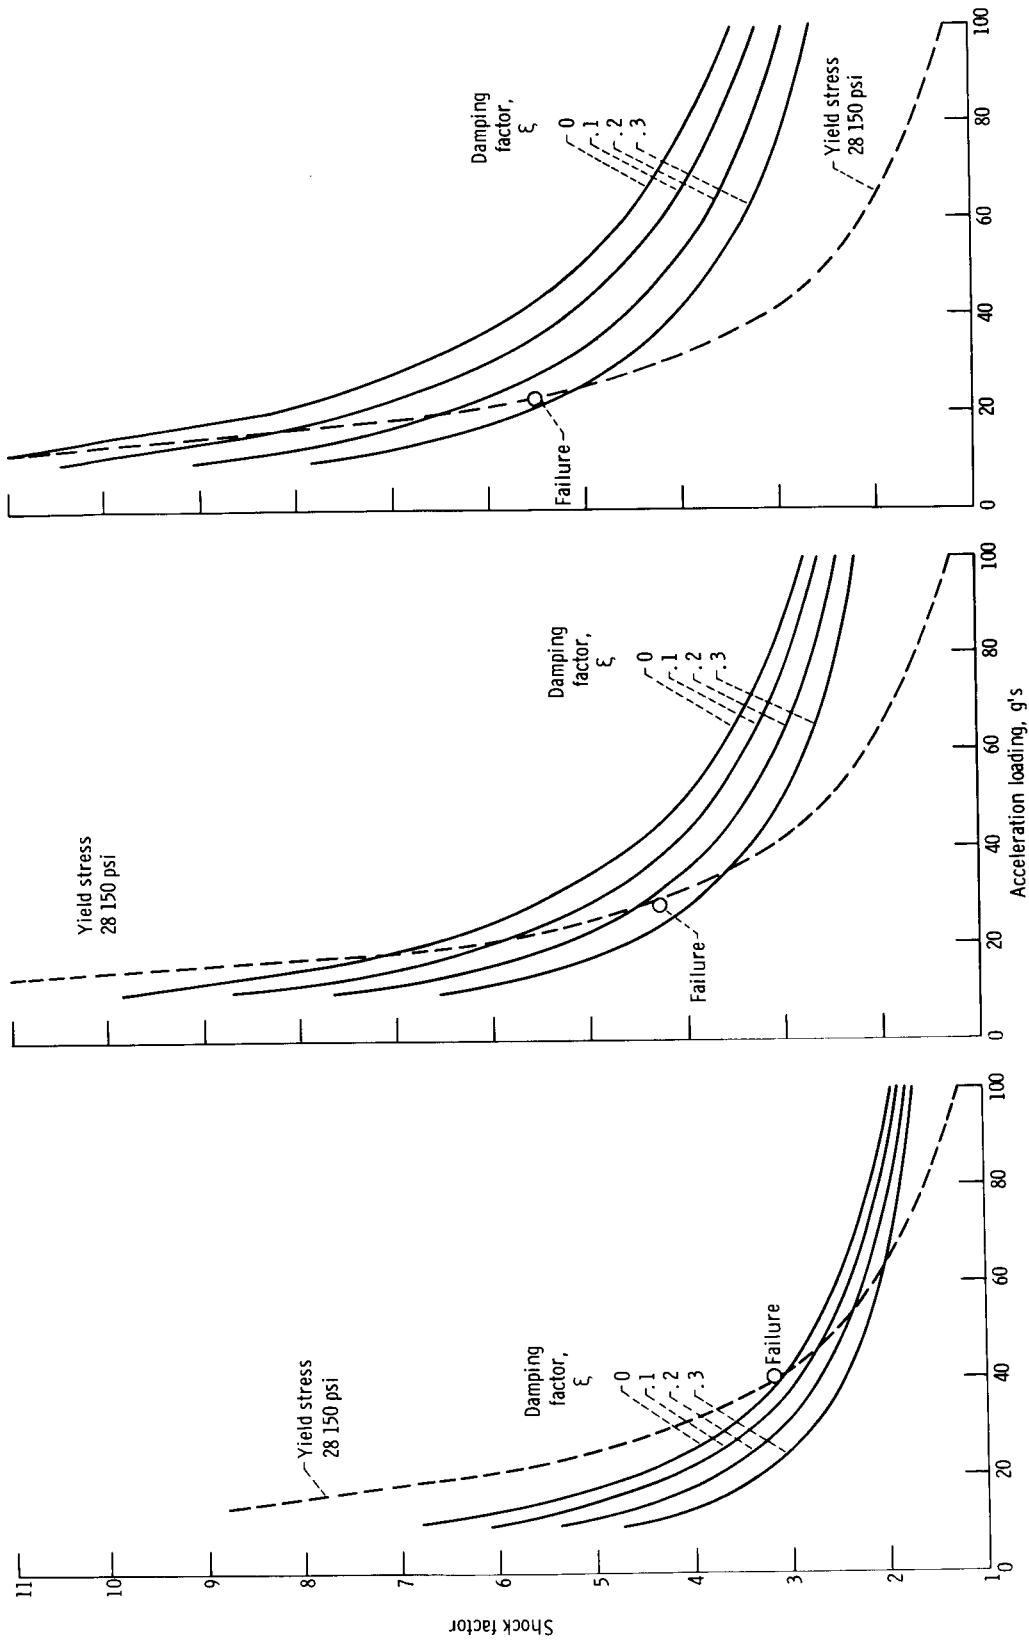 Shock factor
11
10
9
8
7
6
5
4
3
2
1
Yield stress
28 150 psi
Damping
factor,
ξ
0
.1
.2
.3
Failure
0
20
40
60
80
100
Yield stress
28 150 psi
Damping
factor,
ξ
0
.1
.2
.3
Failure
0
20
40
60
80
100
Acceleration loading, g's
Damping
factor,
ξ
0
.1
.2
.3
Yield stress
28 150 psi
Failure
0
20
40
60
80
100